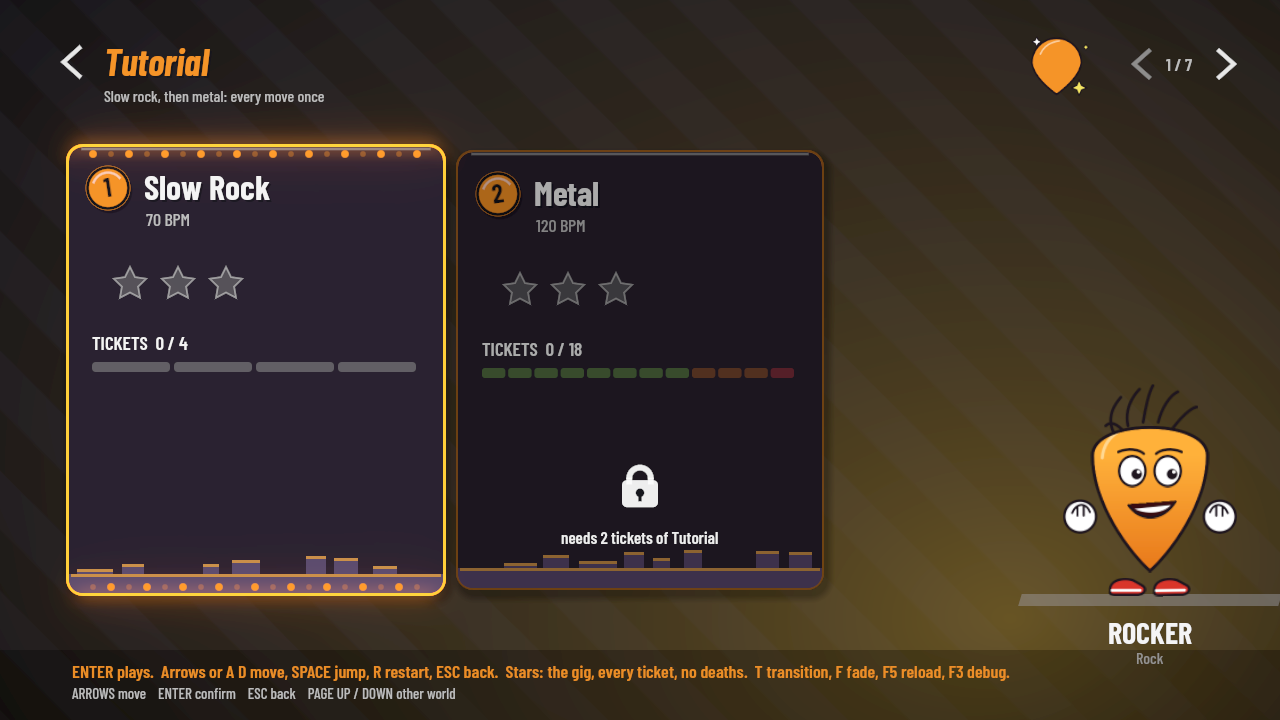 Tutorial
Slow rock, then metal: every move once
1 / 7
1
Slow Rock
70 BPM
TICKETS 0 / 4
2
Metal
120 BPM
TICKETS 0 / 18
needs 2 tickets of Tutorial
ROCKER
Rock
ENTER plays. Arrows or A D move, SPACE jump, R restart, ESC back. Stars: the gig, every ticket, no deaths. T transition, F fade, F5 reload, F3 debug.
ARROWS move ENTER confirm ESC back PAGE UP / DOWN other world